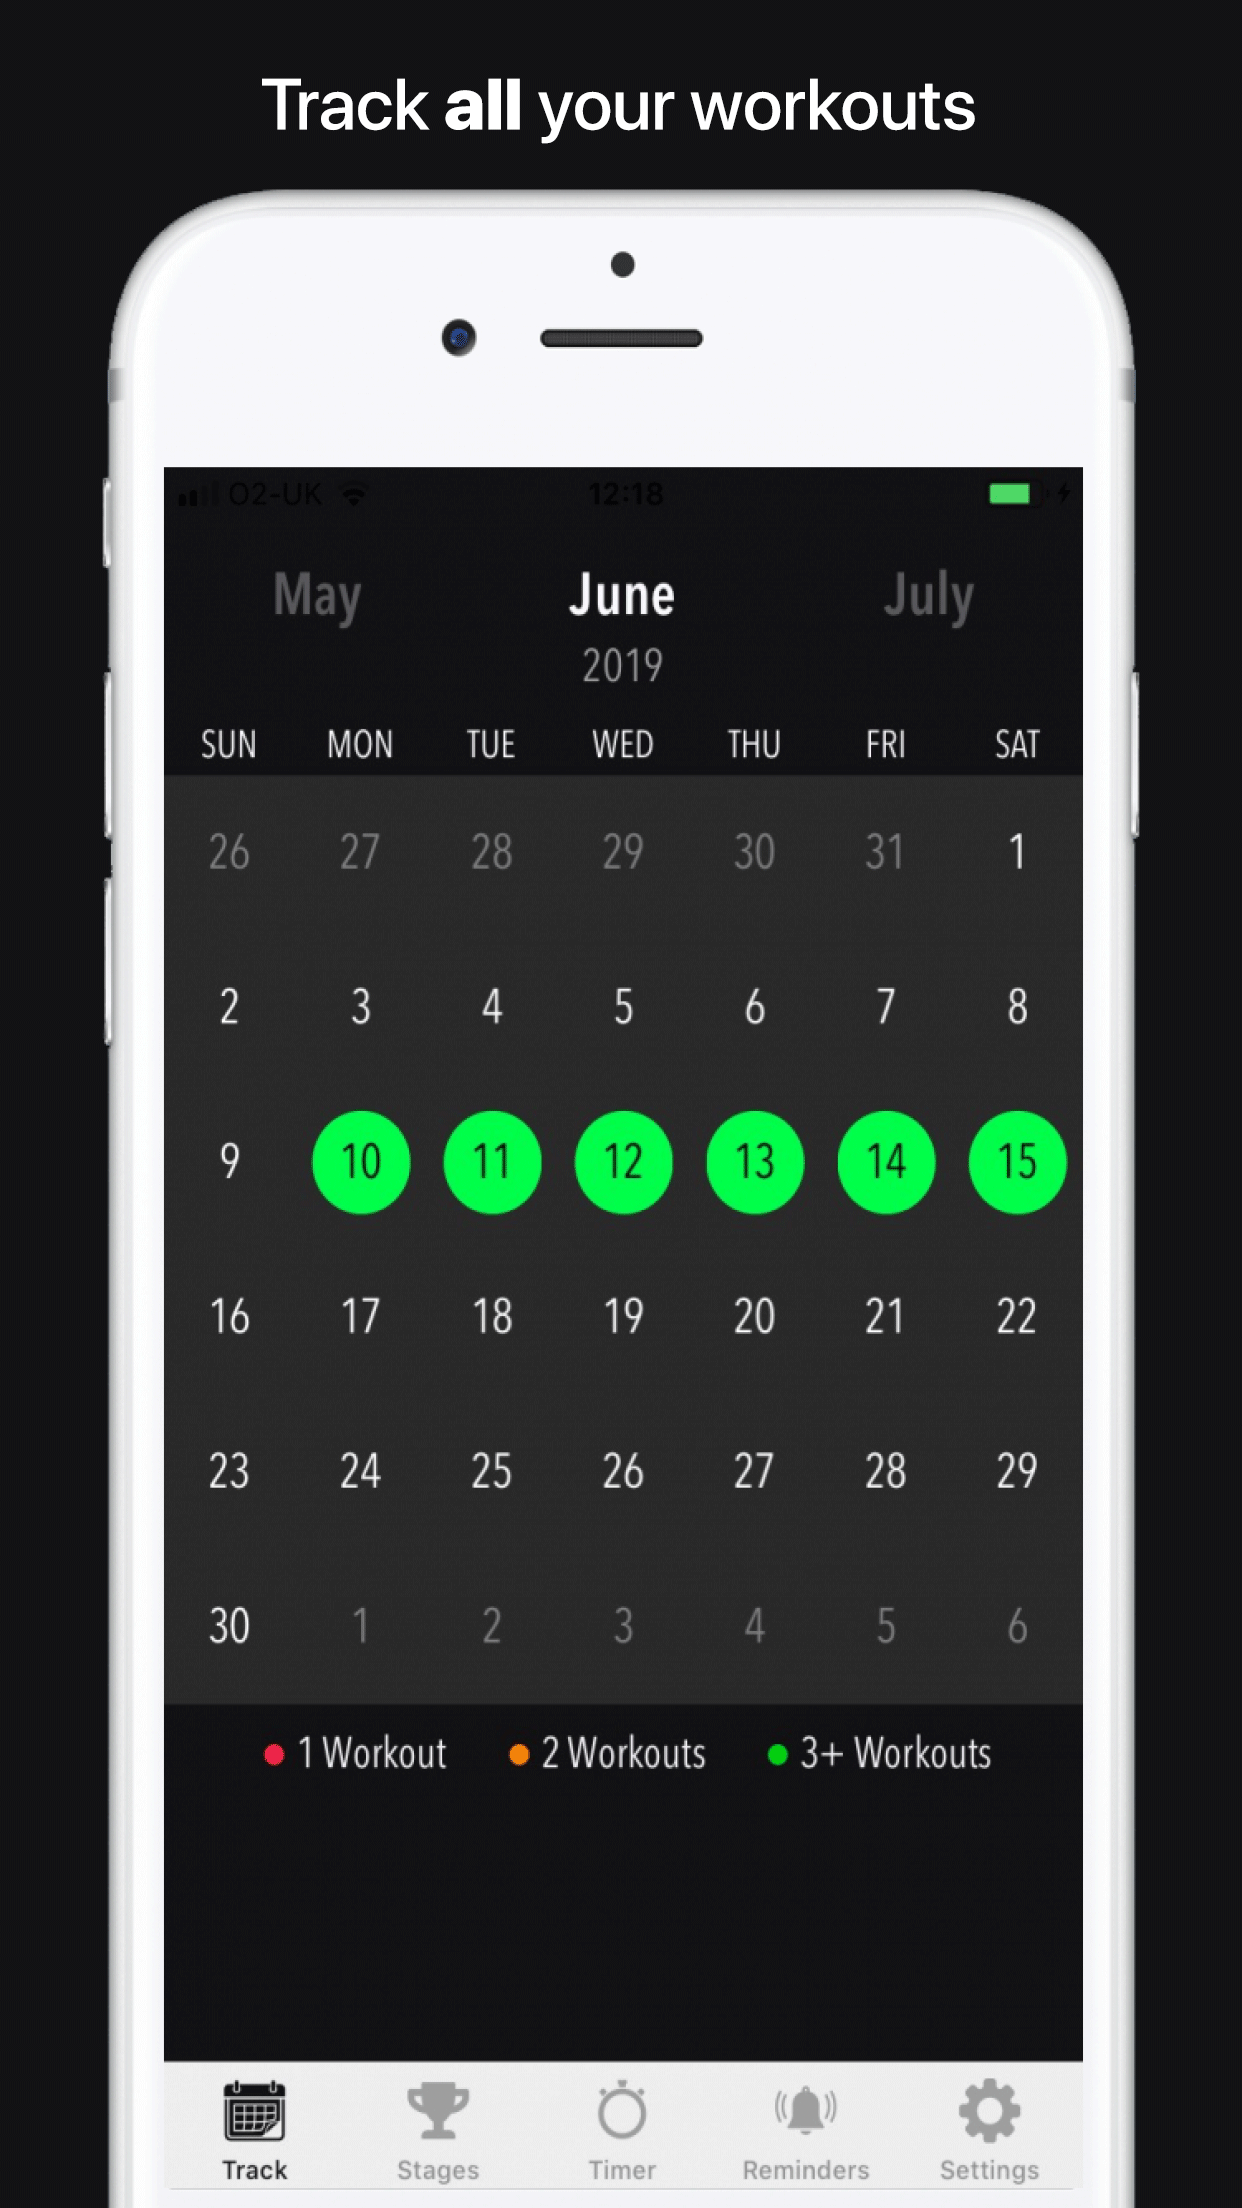 Track all your workouts
O2-UK 12:18
May June July
2019
SUN MON TUE WED THU FRI SAT
26 27 28 29 30 31 1
2 3 4 5 6 7 8
9 10 11 12 13 14 15
16 17 18 19 20 21 22
23 24 25 26 27 28 29
30 1 2 3 4 5 6
1 Workout 2 Workouts 3+ Workouts
Track Stages Timer Reminders Settings